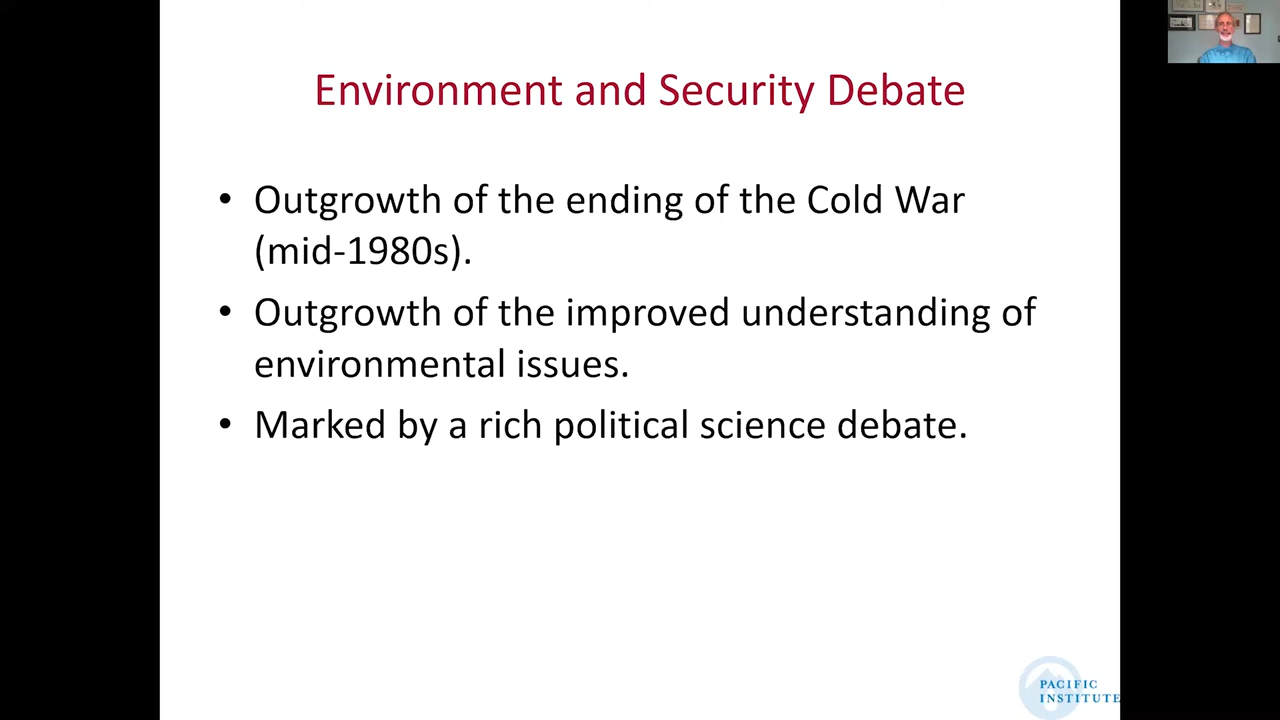 Environment and Security Debate
• Outgrowth of the ending of the Cold War
(mid-1980s).
• Outgrowth of the improved understanding of
environmental issues.
• Marked by a rich political science debate.
PACIFIC
INSTITUTE